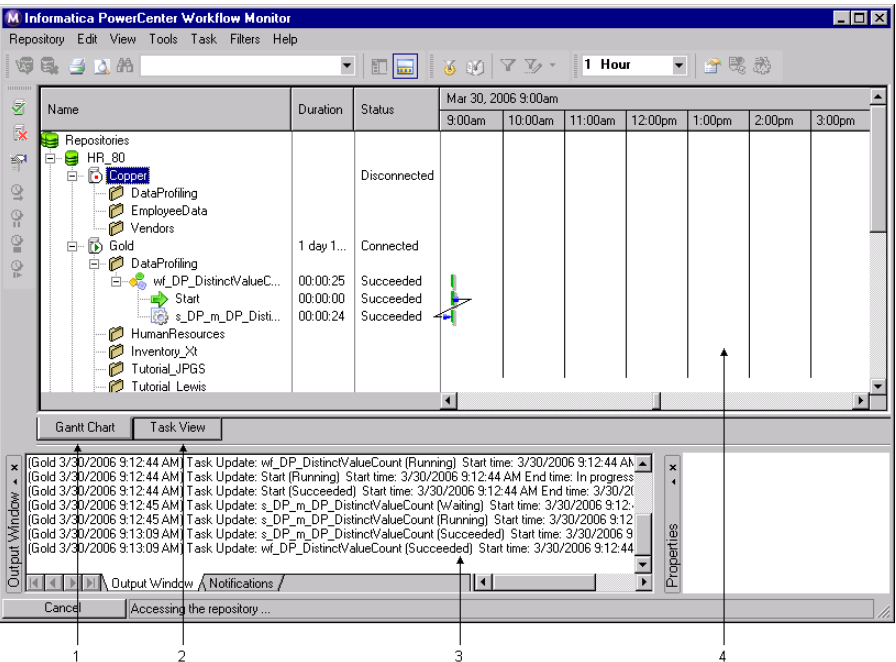 Informatica PowerCenter Workflow Monitor
Repository Edit View Tools Task Filters Help
1 Hour
Name Duration Status Mar 30, 2006 9:00am
9:00am 10:00am 11:00am 12:00pm 1:00pm 2:00pm 3:00pm
Repositories
HR_80
Copper Disconnected
DataProfiling
EmployeeData
Vendors
Gold 1 day 1... Connected
DataProfiling
wf_DP_DistinctValueC... 00:00:25 Succeeded
Start 00:00:00 Succeeded
s_DP_m_DP_Disti... 00:00:24 Succeeded
HumanResources
Inventory_Xt
Tutorial_JPGS
Tutorial_Lewis
Gantt Chart Task View
Output Window
(Gold 3/30/2006 9:12:44 AM) Task Update: wf_DP_DistinctValueCount (Running) Start time: 3/30/2006 9:12:44 AM
(Gold 3/30/2006 9:12:44 AM) Task Update: Start (Running) Start time: 3/30/2006 9:12:44 AM End time: In progress
(Gold 3/30/2006 9:12:44 AM) Task Update: Start (Succeeded) Start time: 3/30/2006 9:12:44 AM End time: 3/30/20
(Gold 3/30/2006 9:12:45 AM) Task Update: s_DP_m_DP_DistinctValueCount (Waiting) Start time: 3/30/2006 9:12:
(Gold 3/30/2006 9:12:45 AM) Task Update: s_DP_m_DP_DistinctValueCount (Running) Start time: 3/30/2006 9:12
(Gold 3/30/2006 9:13:09 AM) Task Update: s_DP_m_DP_DistinctValueCount (Succeeded) Start time: 3/30/2006 9:
(Gold 3/30/2006 9:13:09 AM) Task Update: wf_DP_DistinctValueCount (Succeeded) Start time: 3/30/2006 9:12:44
Properties
Output Window Notifications
Cancel Accessing the repository ...
1 2 3 4